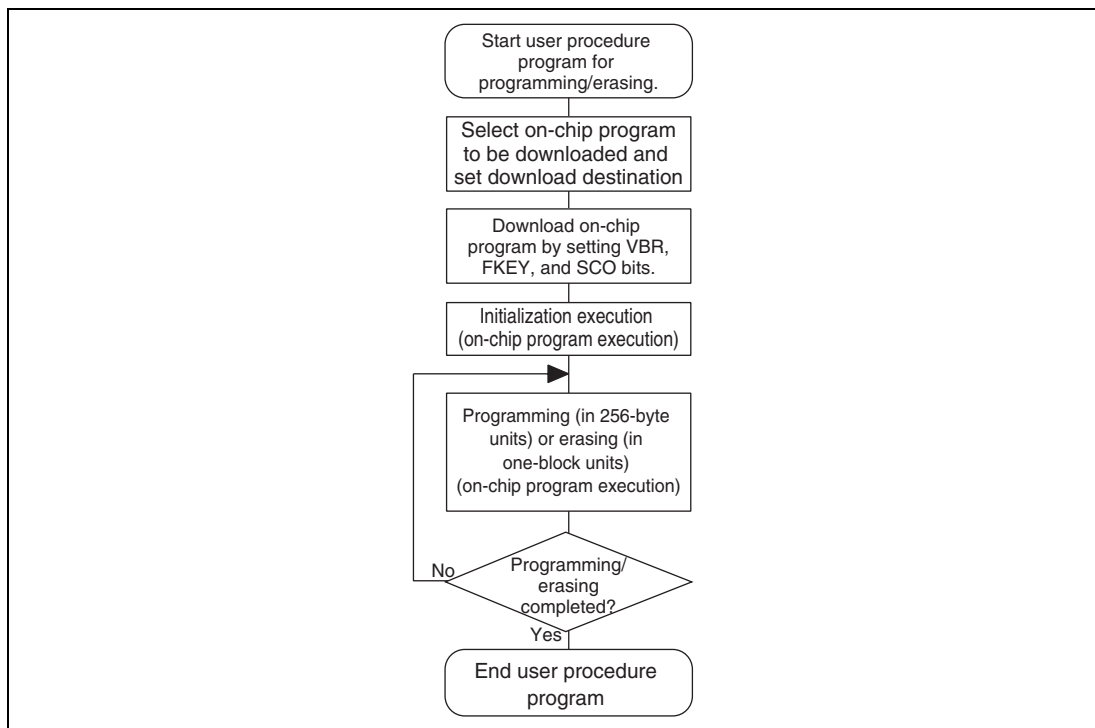 Start user procedure
program for
programming/erasing.
Select on-chip program
to be downloaded and
set download destination
Download on-chip
program by setting VBR,
FKEY, and SCO bits.
Initialization execution
(on-chip program execution)
Programming (in 256-byte
units) or erasing (in
one-block units)
(on-chip program execution)
No
Programming/
erasing
completed?
Yes
End user procedure
program